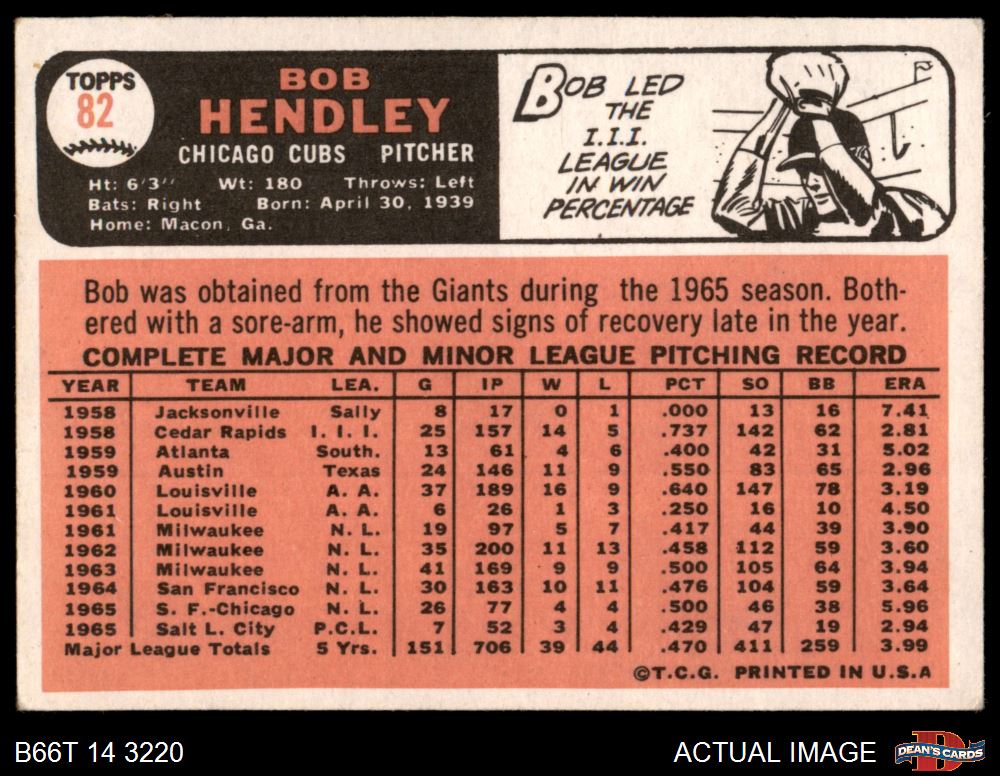 TOPPS
82
BOB
HENDLEY
CHICAGO CUBS PITCHER
Ht: 6'3" Wt: 180 Throws: Left
Bats: Right Born: April 30, 1939
Home: Macon, Ga.
BOB LED
THE
I.I.I.
LEAGUE
IN WIN
PERCENTAGE
Bob was obtained from the Giants during the 1965 season. Both-
ered with a sore-arm, he showed signs of recovery late in the year.
COMPLETE MAJOR AND MINOR LEAGUE PITCHING RECORD
YEAR TEAM LEA. G IP W L PCT SO BB ERA
1958 Jacksonville Sally 8 17 0 1 .000 13 16 7.41
1958 Cedar Rapids I. I. I. 25 157 14 5 .737 142 62 2.81
1959 Atlanta South. 13 61 4 6 .400 42 31 5.02
1959 Austin Texas 24 146 11 9 .550 83 65 2.96
1960 Louisville A. A. 37 189 16 9 .640 147 78 3.19
1961 Louisville A. A. 6 26 1 3 .250 16 10 4.50
1961 Milwaukee N. L. 19 97 5 7 .417 44 39 3.90
1962 Milwaukee N. L. 35 200 11 13 .458 112 59 3.60
1963 Milwaukee N. L. 41 169 9 9 .500 105 64 3.94
1964 San Francisco N. L. 30 163 10 11 .476 104 59 3.64
1965 S. F.-Chicago N. L. 26 77 4 4 .500 46 38 5.96
1965 Salt L. City P.C.L. 7 52 3 4 .429 47 19 2.94
Major League Totals 5 Yrs. 151 706 39 44 .470 411 259 3.99
©T.C.G. PRINTED IN U.S.A
B66T 14 3220
ACTUAL IMAGE
DEAN'S CARDS